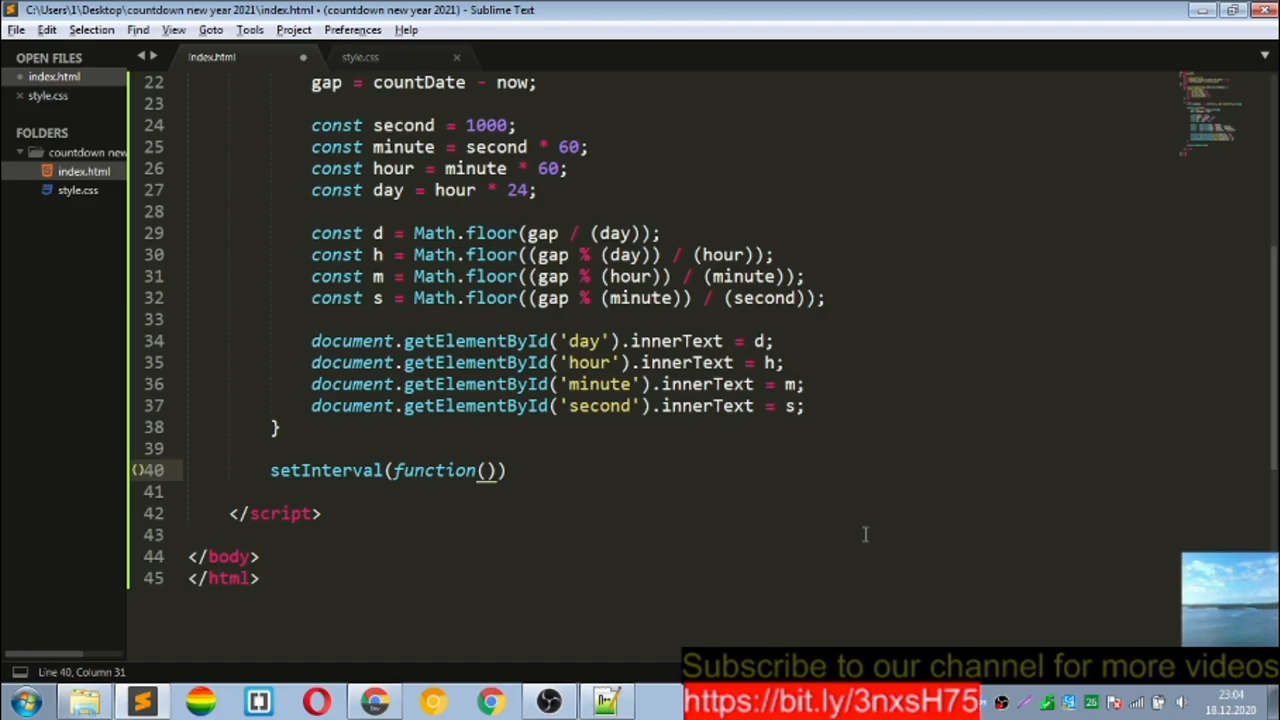 C:\Users\1\Desktop\countdown new year 2021\index.html • (countdown new year 2021) - Sublime Text
File Edit Selection Find View Goto Tools Project Preferences Help
OPEN FILES
index.html
style.css
FOLDERS
countdown new
index.html
style.css
index.html
style.css
22 gap = countDate - now;
23
24 const second = 1000;
25 const minute = second * 60;
26 const hour = minute * 60;
27 const day = hour * 24;
28
29 const d = Math.floor(gap / (day));
30 const h = Math.floor((gap % (day)) / (hour));
31 const m = Math.floor((gap % (hour)) / (minute));
32 const s = Math.floor((gap % (minute)) / (second));
33
34 document.getElementById('day').innerText = d;
35 document.getElementById('hour').innerText = h;
36 document.getElementById('minute').innerText = m;
37 document.getElementById('second').innerText = s;
38 }
39
40 setInterval(function())
41
42 </script>
43
44 </body>
45 </html>
Line 40, Column 31
Subscribe to our channel for more videos
https://bit.ly/3nxsH75
26
23:04
18.12.2020